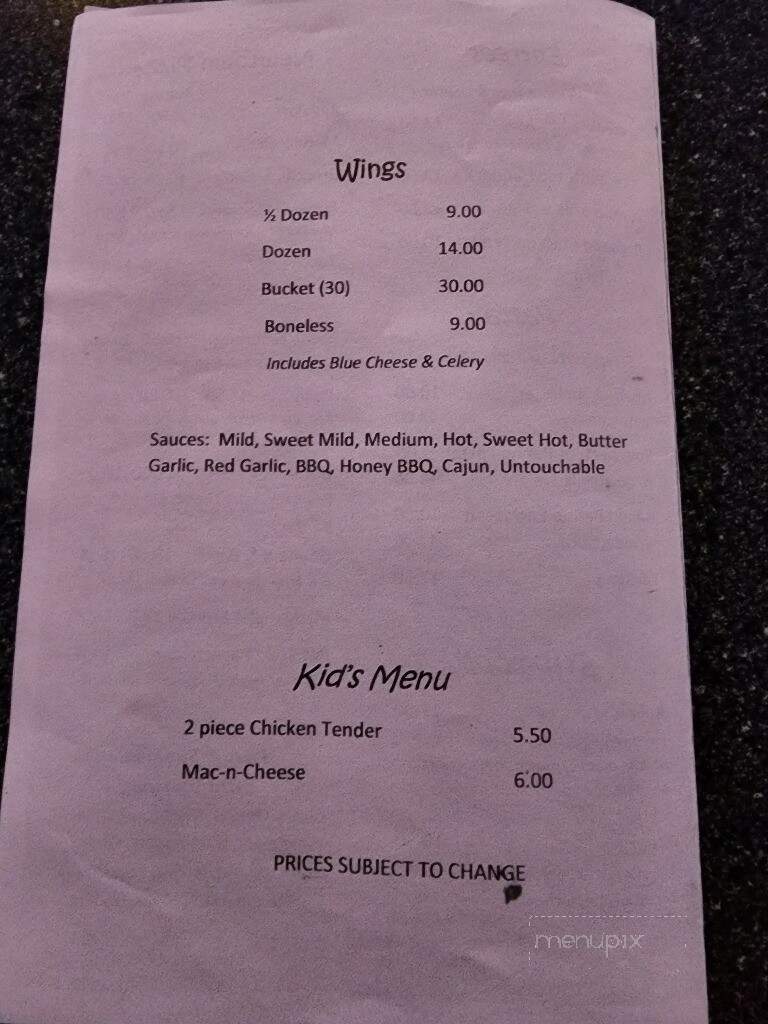 Wings
½ Dozen 9.00
Dozen 14.00
Bucket (30) 30.00
Boneless 9.00
Includes Blue Cheese & Celery
Sauces: Mild, Sweet Mild, Medium, Hot, Sweet Hot, Butter
Garlic, Red Garlic, BBQ, Honey BBQ, Cajun, Untouchable
Kid's Menu
2 piece Chicken Tender 5.50
Mac-n-Cheese 6.00
PRICES SUBJECT TO CHANGE
menupix